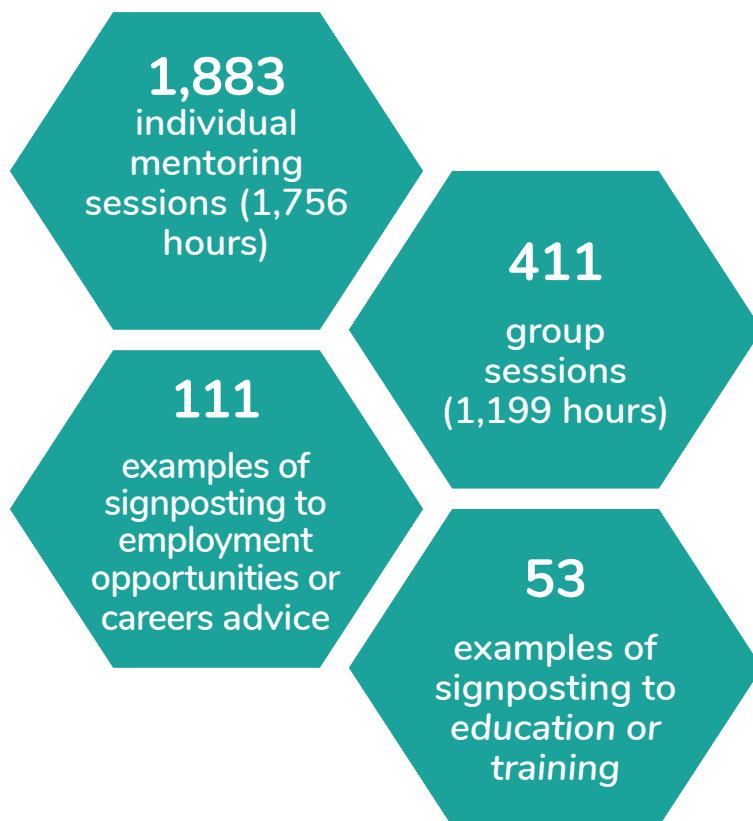 1,883
individual
mentoring
sessions (1,756
hours)
411
group
sessions
(1,199 hours)
111
examples of
signposting to
employment
opportunities or
careers advice
53
examples of
signposting to
education or
training